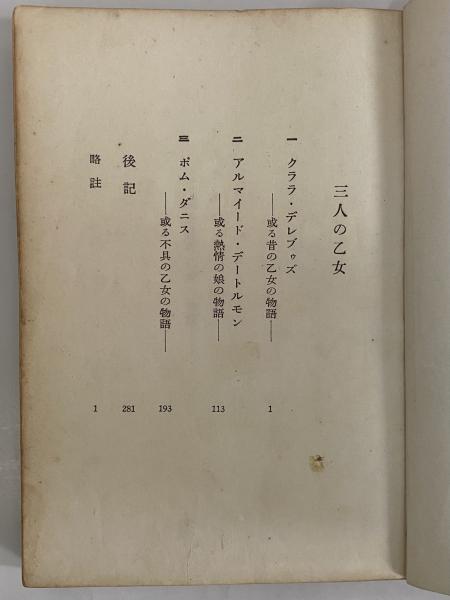 三人の乙女
一 クララ・デレブゥズ
——或る昔の乙女の物語——
1
二 アルマイード・デートルモン
——或る熱情の娘の物語——
113
三 ポム・ダニス
——或る不具の乙女の物語——
193
後記
281
略註
1